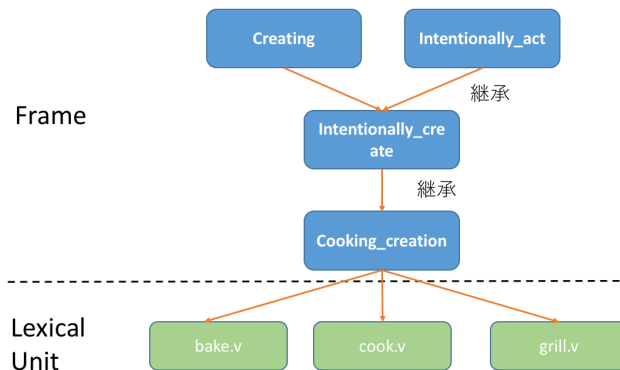 Creating
Intentionally_act
継承
Frame
Intentionally_cre
ate
継承
Cooking_creation
Lexical
Unit
bake.v
cook.v
grill.v